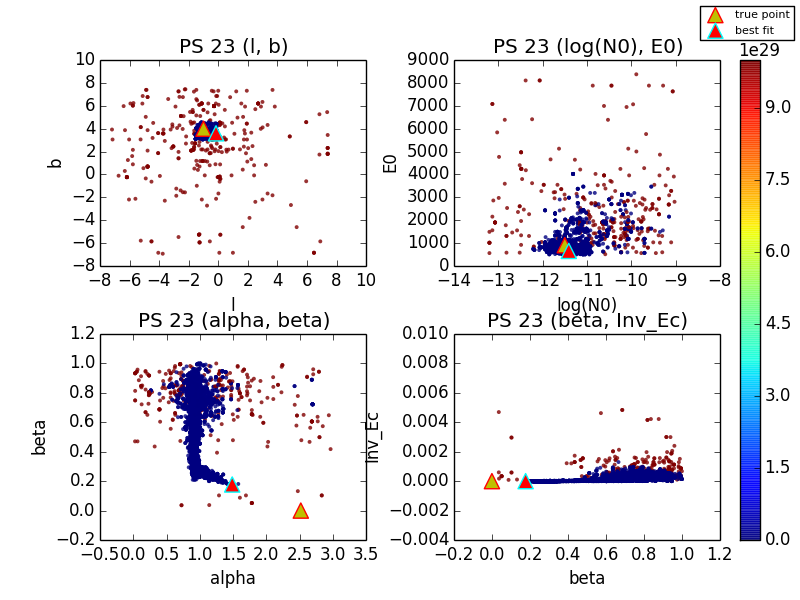 true point
best fit
PS 23 (l, b)
10
8
6
4
2
0
−2
−4
−6
−8
b
−8 −6 −4 −2 0 2 4 6 8 10
l
PS 23 (log(N0), E0)
9000
8000
7000
6000
5000
4000
3000
2000
1000
0
E0
−14 −13 −12 −11 −10 −9 −8
log(N0)
1e29
9.0
7.5
6.0
4.5
3.0
1.5
0.0
PS 23 (alpha, beta)
1.2
1.0
0.8
0.6
0.4
0.2
0.0
−0.2
beta
−0.5 0.0 0.5 1.0 1.5 2.0 2.5 3.0 3.5
alpha
PS 23 (beta, Inv_Ec)
0.010
0.008
0.006
0.004
0.002
0.000
−0.002
−0.004
Inv_Ec
−0.2 0.0 0.2 0.4 0.6 0.8 1.0 1.2
beta